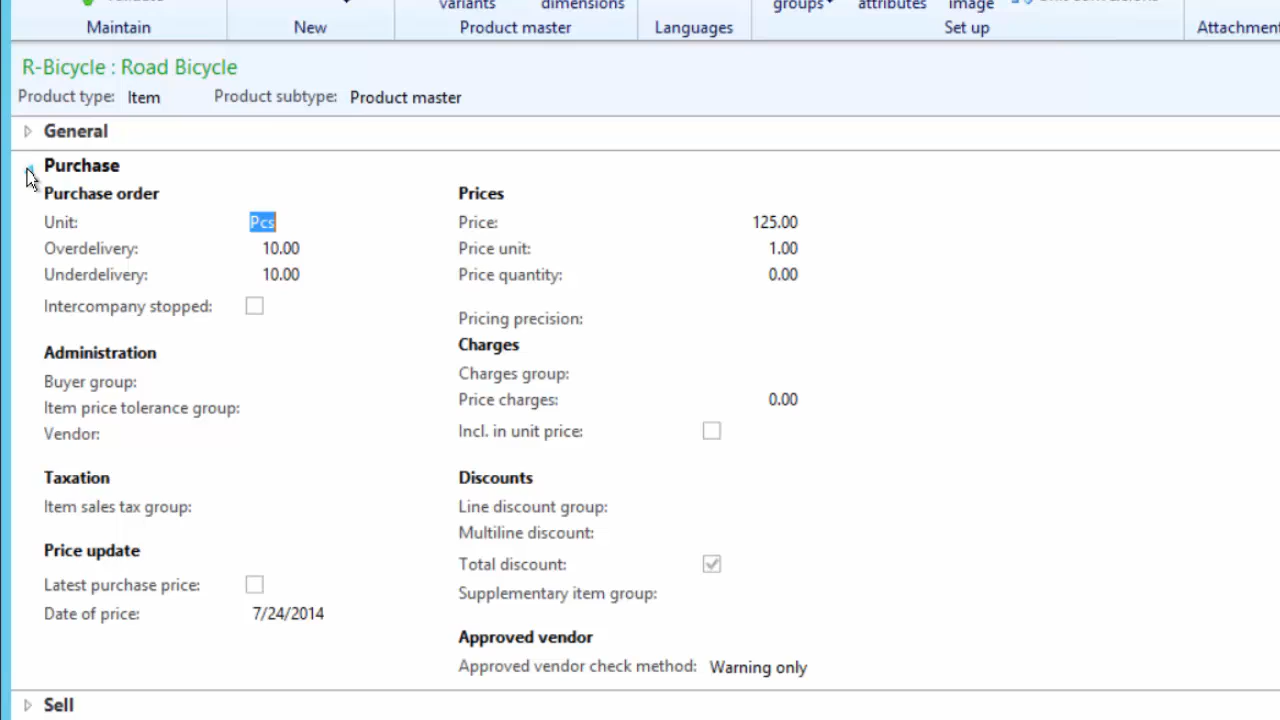 variants dimensions groups attributes image
Maintain New Product master Languages Set up Attachment
R-Bicycle : Road Bicycle
Product type: Item Product subtype: Product master
General
Purchase
Purchase order
Unit: Pcs
Overdelivery: 10.00
Underdelivery: 10.00
Intercompany stopped:
Administration
Buyer group:
Item price tolerance group:
Vendor:
Taxation
Item sales tax group:
Price update
Latest purchase price:
Date of price: 7/24/2014
Prices
Price: 125.00
Price unit: 1.00
Price quantity: 0.00
Pricing precision:
Charges
Charges group:
Price charges: 0.00
Incl. in unit price:
Discounts
Line discount group:
Multiline discount:
Total discount:
Supplementary item group:
Approved vendor
Approved vendor check method: Warning only
Sell